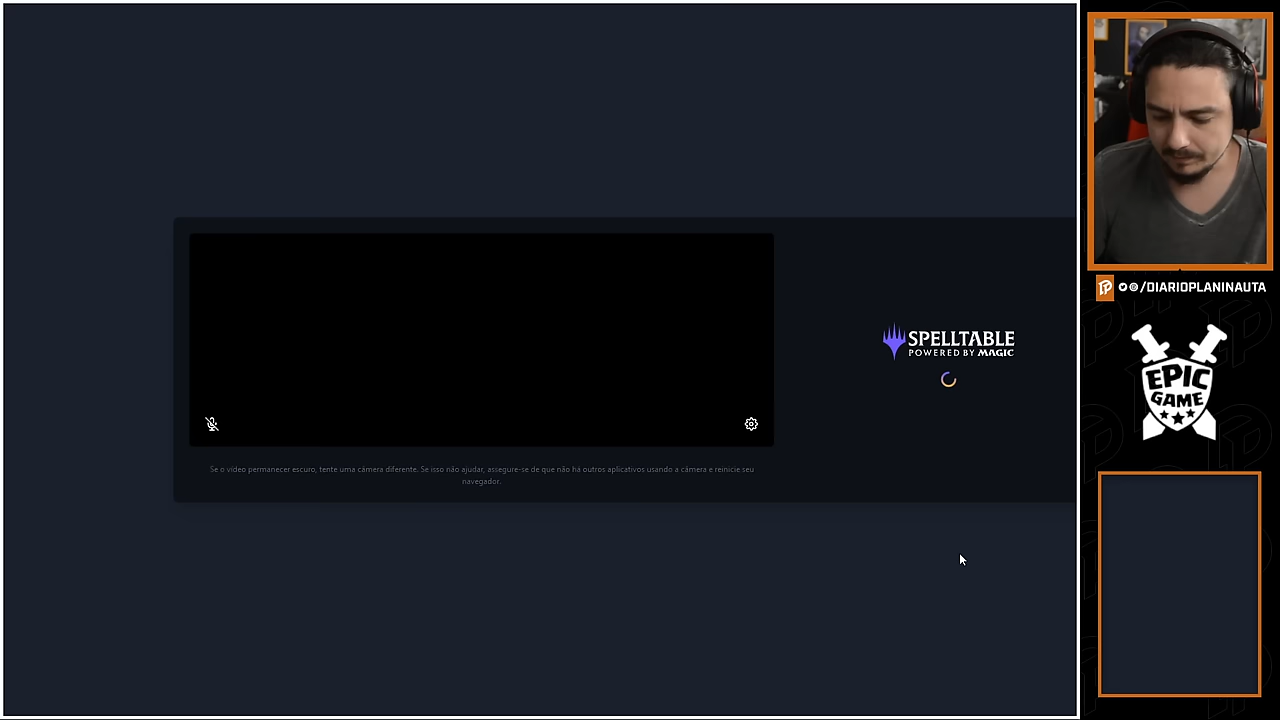 SPELLTABLE
POWERED BY MAGIC
Se o vídeo permanecer escuro, tente uma câmera diferente. Se isso não ajudar, assegure-se de que não há outros aplicativos usando a câmera e reinicie seu
navegador.
/DIARIOPLANINAUTA
EPIC
GAME